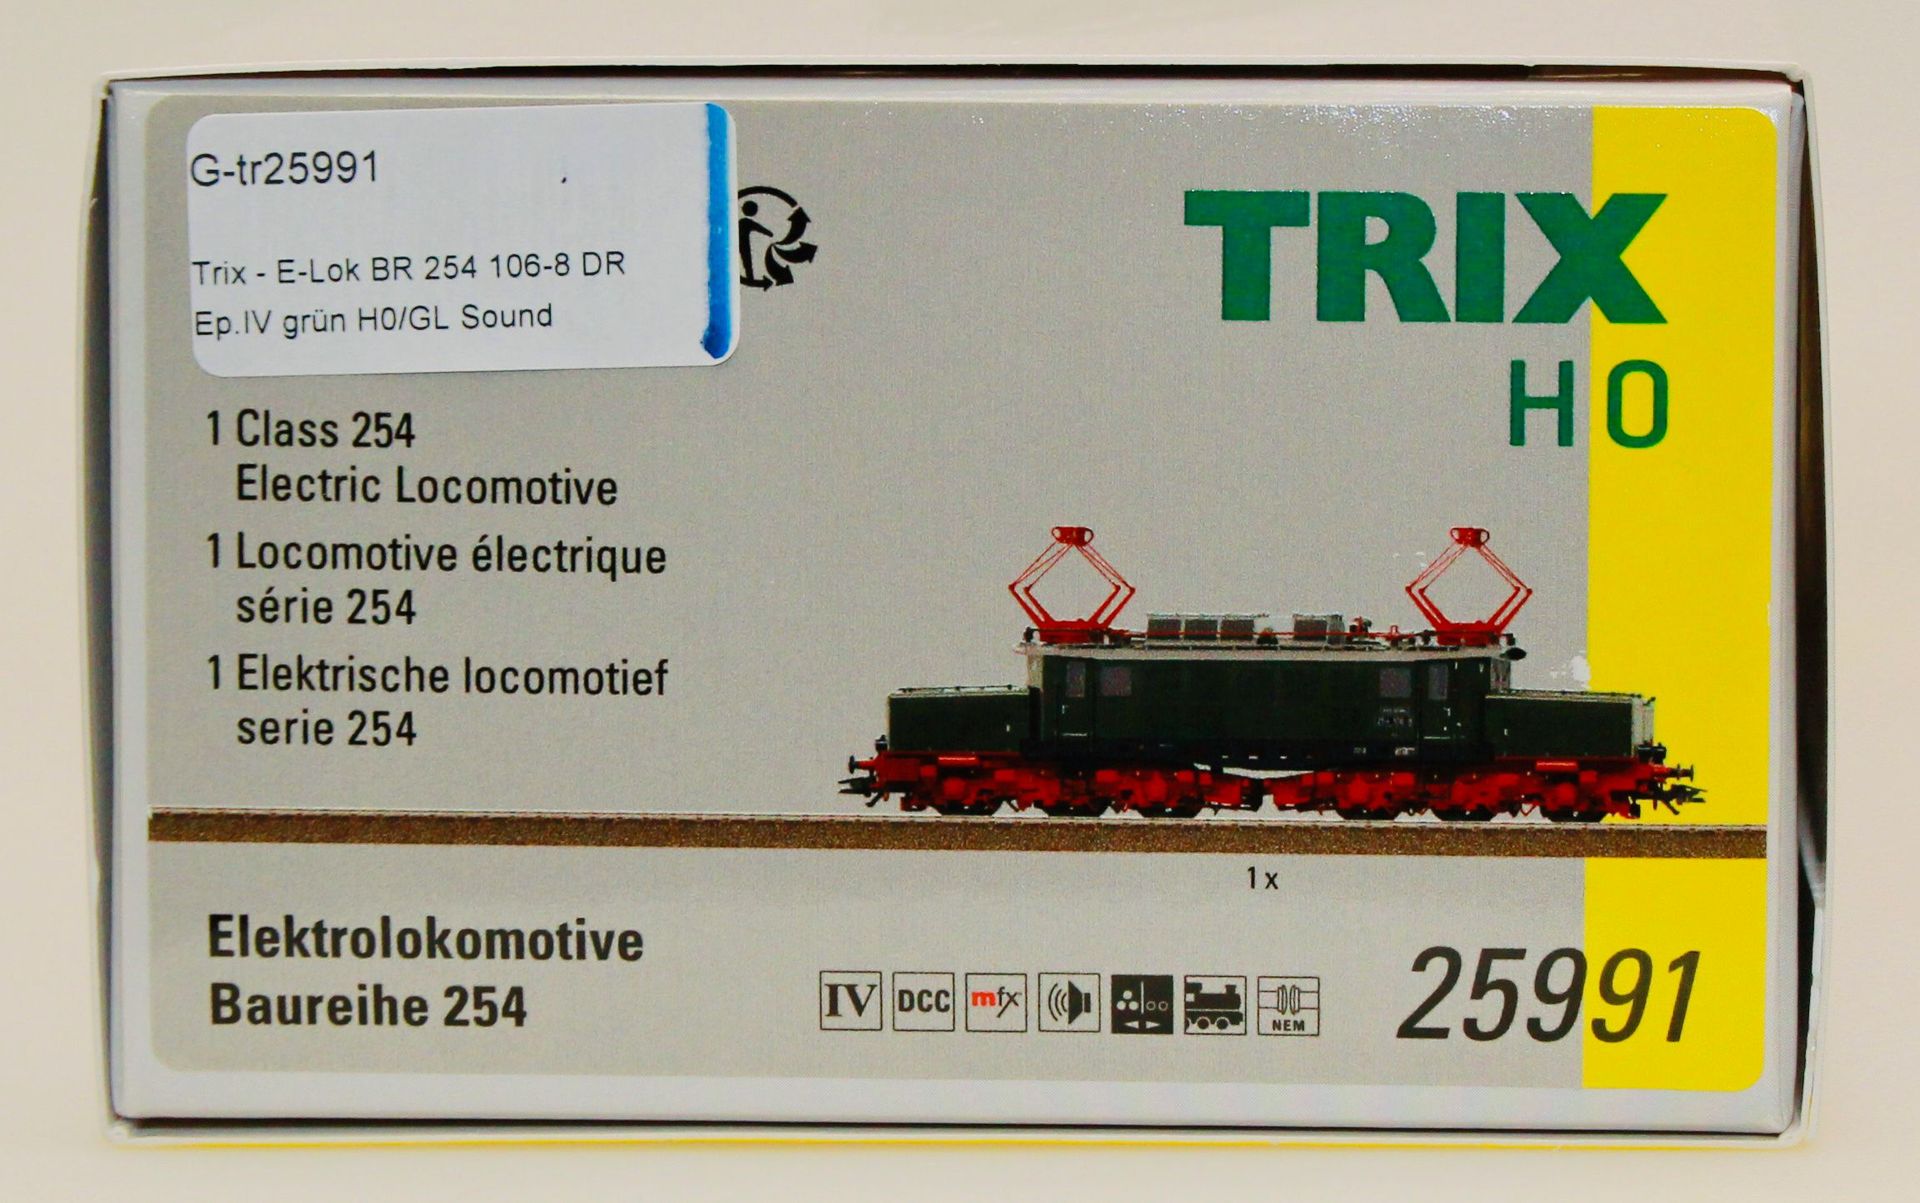 G-tr25991
Trix - E-Lok BR 254 106-8 DR
Ep.IV grün H0/GL Sound
TRIX
H0
1 Class 254
Electric Locomotive
1 Locomotive électrique
série 254
1 Elektrische locomotief
serie 254
1 x
Elektrolokomotive
Baureihe 254
IV DCC mfx NEM
25991